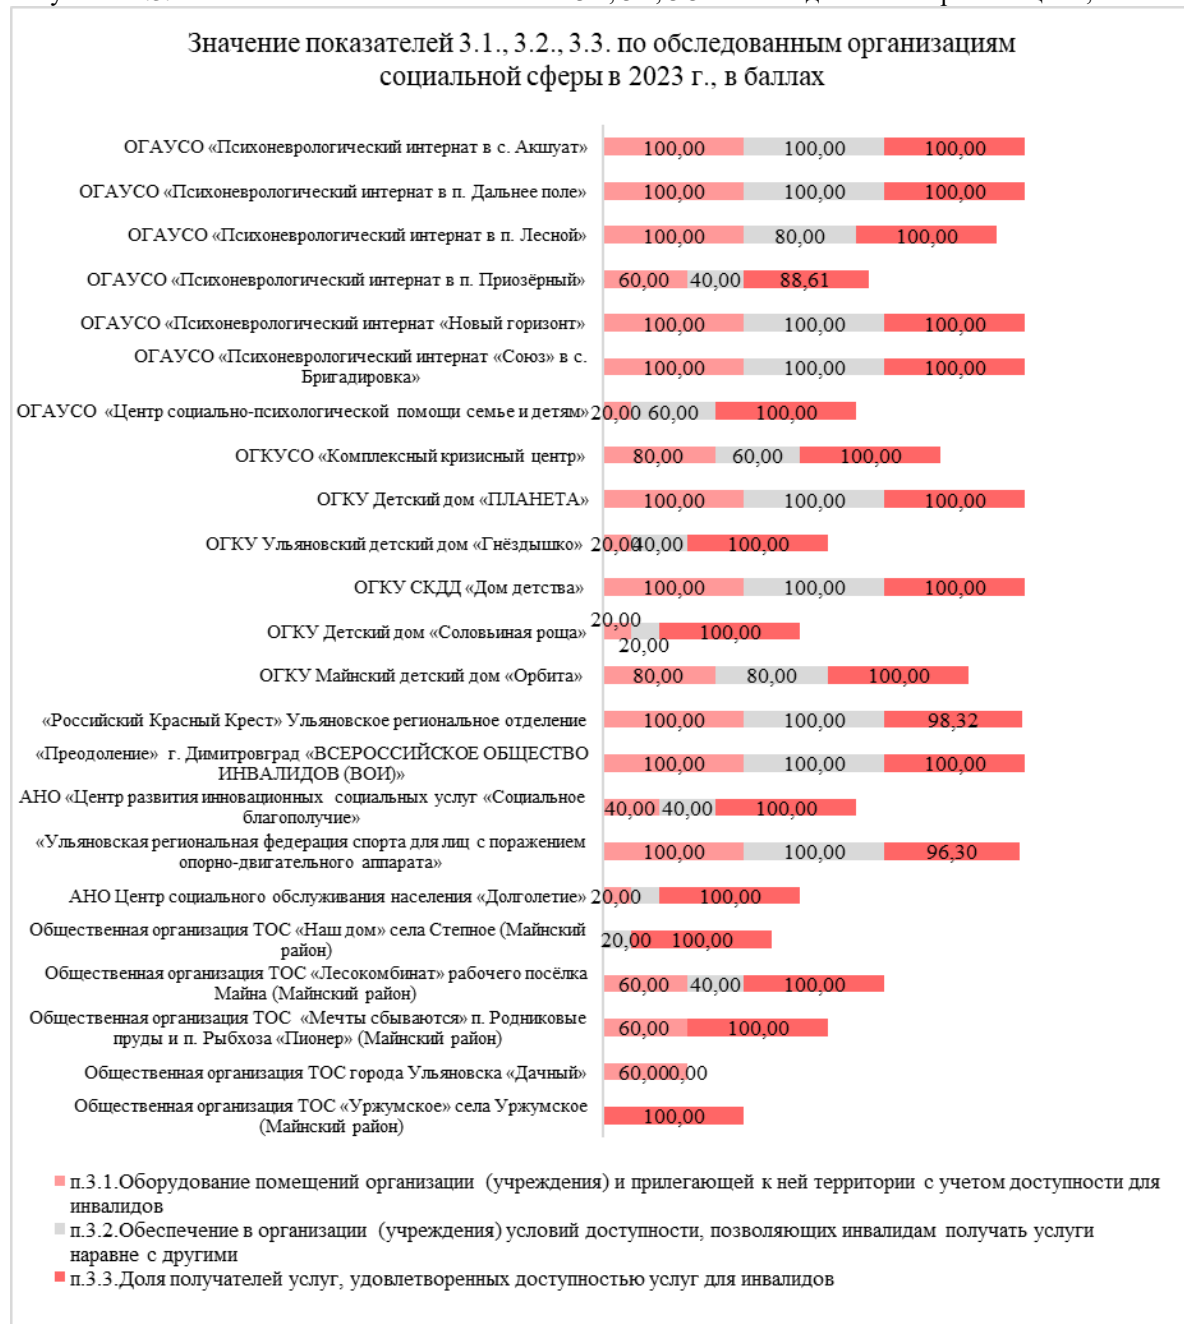 Значение показателей 3.1., 3.2., 3.3. по обследованным организациям
социальной сферы в 2023 г., в баллах
ОГАУСО «Психоневрологический интернат в с. Акшуат» 100,00 100,00 100,00
ОГАУСО «Психоневрологический интернат в п. Дальнее поле» 100,00 100,00 100,00
ОГАУСО «Психоневрологический интернат в п. Лесной» 100,00 80,00 100,00
ОГАУСО «Психоневрологический интернат в п. Приозёрный» 60,00 40,00 88,61
ОГАУСО «Психоневрологический интернат «Новый горизонт» 100,00 100,00 100,00
ОГАУСО «Психоневрологический интернат «Союз» в с.
Бригадировка»
100,00 100,00 100,00
ОГАУСО «Центр социально-психологической помощи семье и детям» 20,00 60,00 100,00
ОГКУСО «Комплексный кризисный центр» 80,00 60,00 100,00
ОГКУ Детский дом «ПЛАНЕТА» 100,00 100,00 100,00
ОГКУ Ульяновский детский дом «Гнёздышко» 20,00 40,00 100,00
ОГКУ СКДД «Дом детства» 100,00 100,00 100,00
ОГКУ Детский дом «Соловьиная роща» 20,00 20,00 100,00
ОГКУ Майнский детский дом «Орбита» 80,00 80,00 100,00
«Российский Красный Крест» Ульяновское региональное отделение 100,00 100,00 98,32
«Преодоление» г. Димитровград «ВСЕРОССИЙСКОЕ ОБЩЕСТВО
ИНВАЛИДОВ (ВОИ)»
100,00 100,00 100,00
АНО «Центр развития инновационных социальных услуг «Социальное
благополучие»
40,00 40,00 100,00
«Ульяновская региональная федерация спорта для лиц с поражением
опорно-двигательного аппарата»
100,00 100,00 96,30
АНО Центр социального обслуживания населения «Долголетие» 20,00 100,00
Общественная организация ТОС «Наш дом» села Степное (Майнский
район)
20,00 100,00
Общественная организация ТОС «Лесокомбинат» рабочего посёлка
Майна (Майнский район)
60,00 40,00 100,00
Общественная организация ТОС «Мечты сбываются» п. Родниковые
пруды и п. Рыбхоза «Пионер» (Майнский район)
60,00 100,00
Общественная организация ТОС города Ульяновска «Дачный» 60,00 0,00
Общественная организация ТОС «Уржумское» села Уржумское
(Майнский район)
100,00
п.3.1.Оборудование помещений организации (учреждения) и прилегающей к ней территории с учетом доступности для
инвалидов
п.3.2.Обеспечение в организации (учреждения) условий доступности, позволяющих инвалидам получать услуги
наравне с другими
п.3.3.Доля получателей услуг, удовлетворенных доступностью услуг для инвалидов